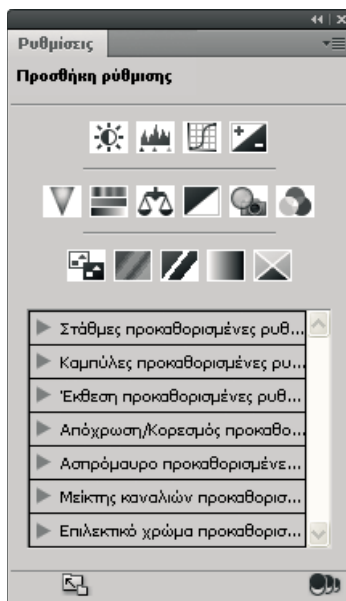 Ρυθμίσεις
Προσθήκη ρύθμισης
Στάθμες προκαθορισμένες ρυθ...
Καμπύλες προκαθορισμένες ρυ...
Έκθεση προκαθορισμένες ρυθ...
Απόχρωση/Κορεσμός προκαθο...
Ασπρόμαυρο προκαθορισμένε...
Μείκτης καναλιών προκαθορισ...
Επιλεκτικό χρώμα προκαθορισ...